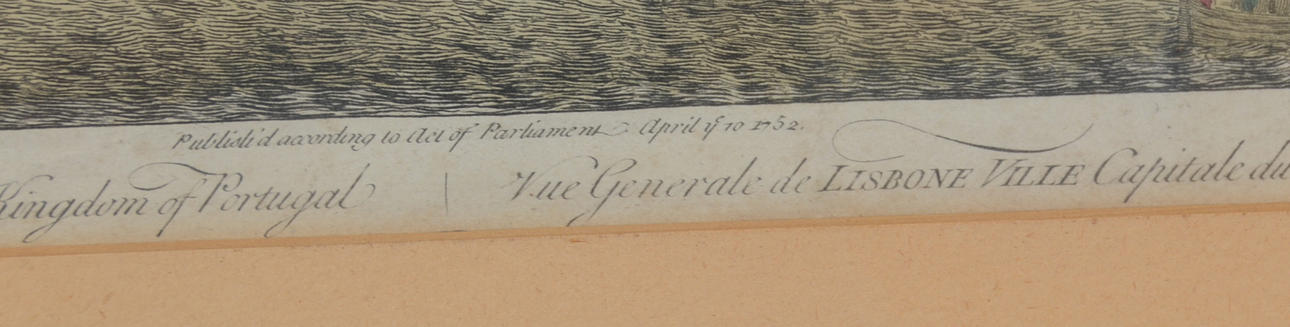 Publish'd according to Act of Parliament April yͤ 10 1752.
Kingdom of Portugal | Vue Generale de LISBONE VILLE Capitale du